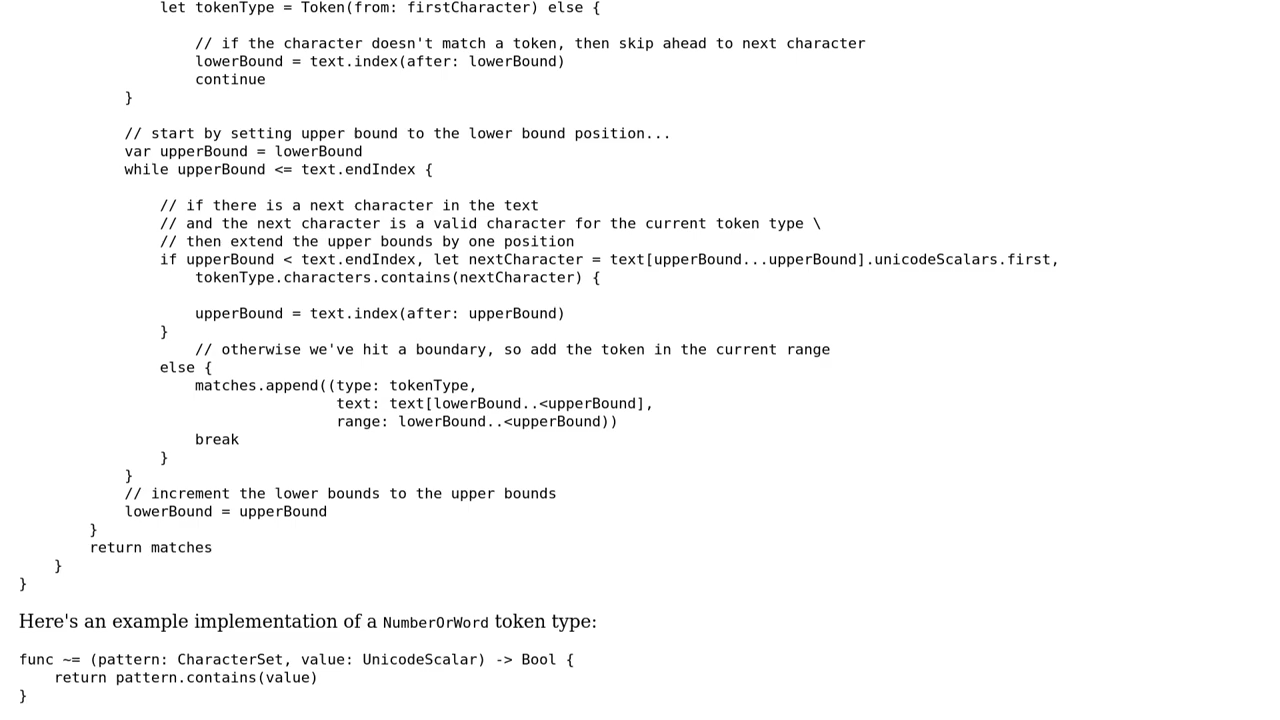 let tokenType = Token(from: firstCharacter) else {
// if the character doesn't match a token, then skip ahead to next character
lowerBound = text.index(after: lowerBound)
continue
}
// start by setting upper bound to the lower bound position...
var upperBound = lowerBound
while upperBound <= text.endIndex {
// if there is a next character in the text
// and the next character is a valid character for the current token type \
// then extend the upper bounds by one position
if upperBound < text.endIndex, let nextCharacter = text[upperBound...upperBound].unicodeScalars.first,
tokenType.characters.contains(nextCharacter) {
upperBound = text.index(after: upperBound)
}
// otherwise we've hit a boundary, so add the token in the current range
else {
matches.append((type: tokenType,
text: text[lowerBound..<upperBound],
range: lowerBound..<upperBound))
break
}
}
// increment the lower bounds to the upper bounds
lowerBound = upperBound
}
return matches
}
}
Here's an example implementation of a NumberOrWord token type:
func ~= (pattern: CharacterSet, value: UnicodeScalar) -> Bool {
return pattern.contains(value)
}